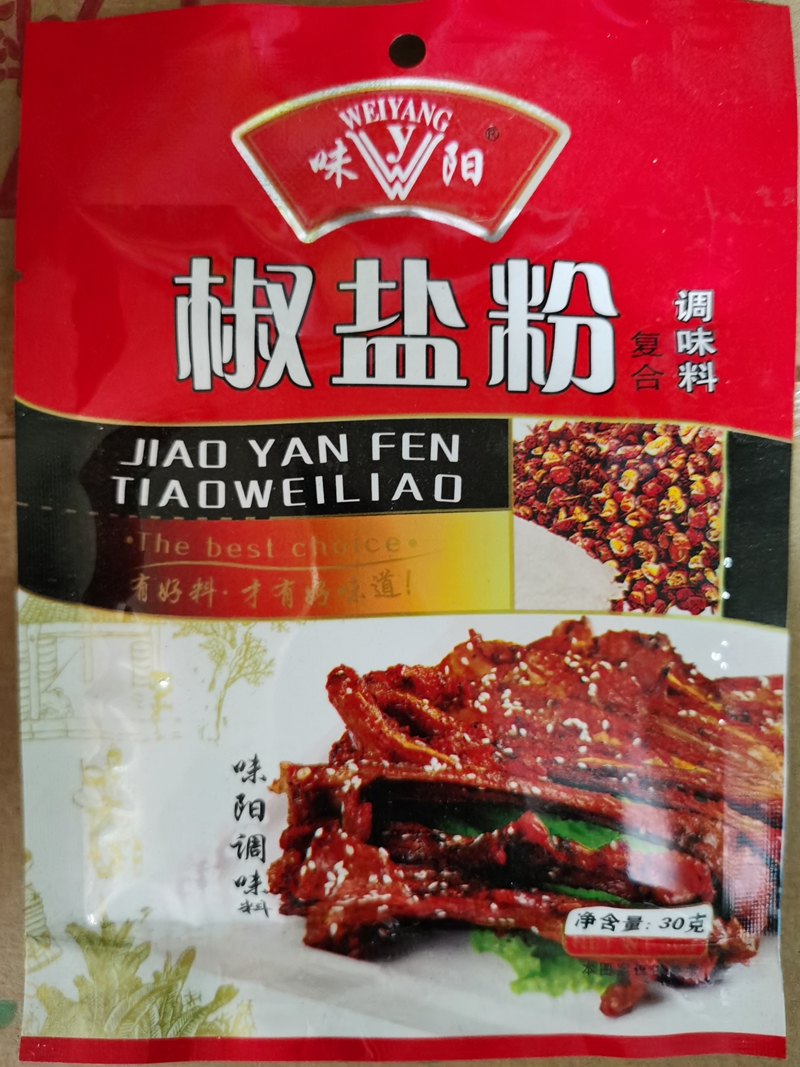 WEIYANG
味 阳 ®
椒盐粉
复合
调味料
JIAO YAN FEN
TIAOWEILIAO
·The best choice·
有好料·才有好味道!
味阳调味料
净含量: 30克